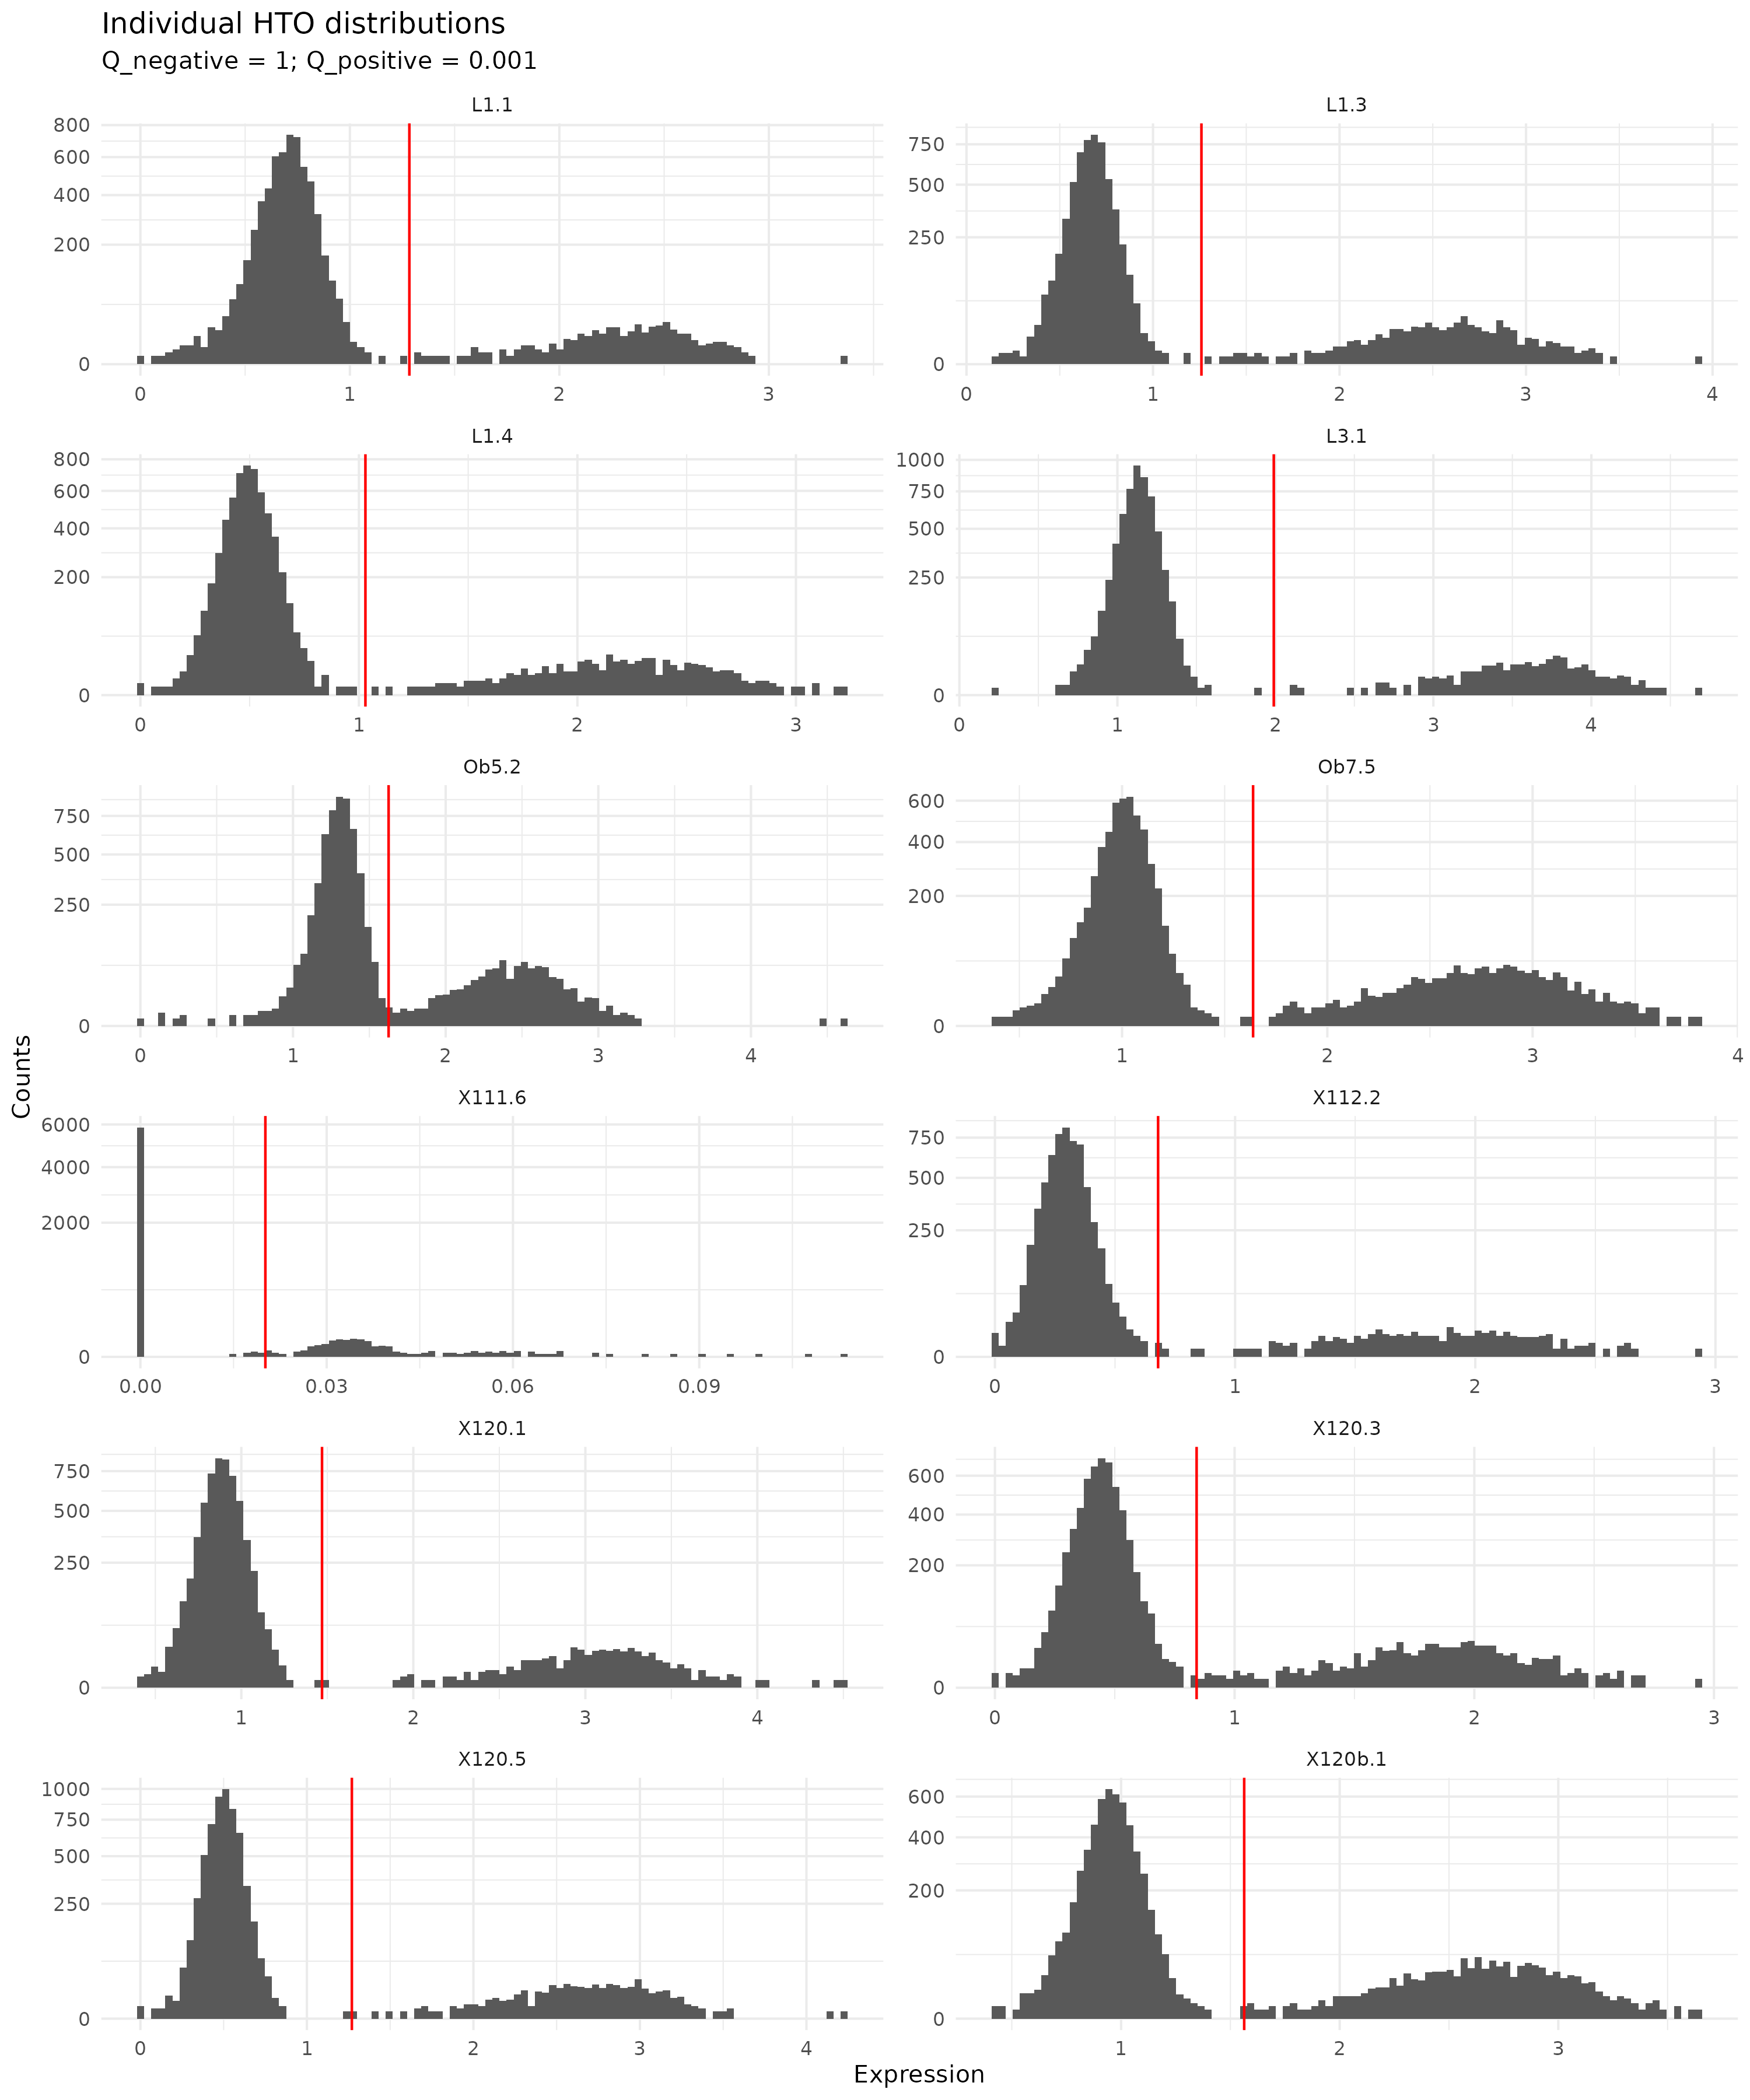 Individual HTO distributions
Q_negative = 1; Q_positive = 0.001
L1.1
800
600
400
200
0
0 1 2 3
L1.3
750
500
250
0
0 1 2 3 4
L1.4
800
600
400
200
0
0 1 2 3
L3.1
1000
750
500
250
0
0 1 2 3 4
Ob5.2
750
500
250
0
0 1 2 3 4
Ob7.5
600
400
200
0
1 2 3 4
Counts
X111.6
6000
4000
2000
0
0.00 0.03 0.06 0.09
X112.2
750
500
250
0
0 1 2 3
X120.1
750
500
250
0
1 2 3 4
X120.3
600
400
200
0
0 1 2 3
X120.5
1000
750
500
250
0
0 1 2 3 4
X120b.1
600
400
200
0
1 2 3
Expression